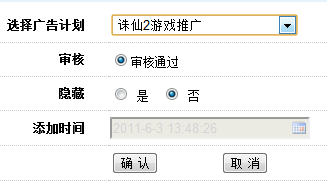 选择广告计划 诛仙2游戏推广
审核 审核通过
隐藏 是 否
添加时间 2011-6-3 13:48:26
确 认 取 消